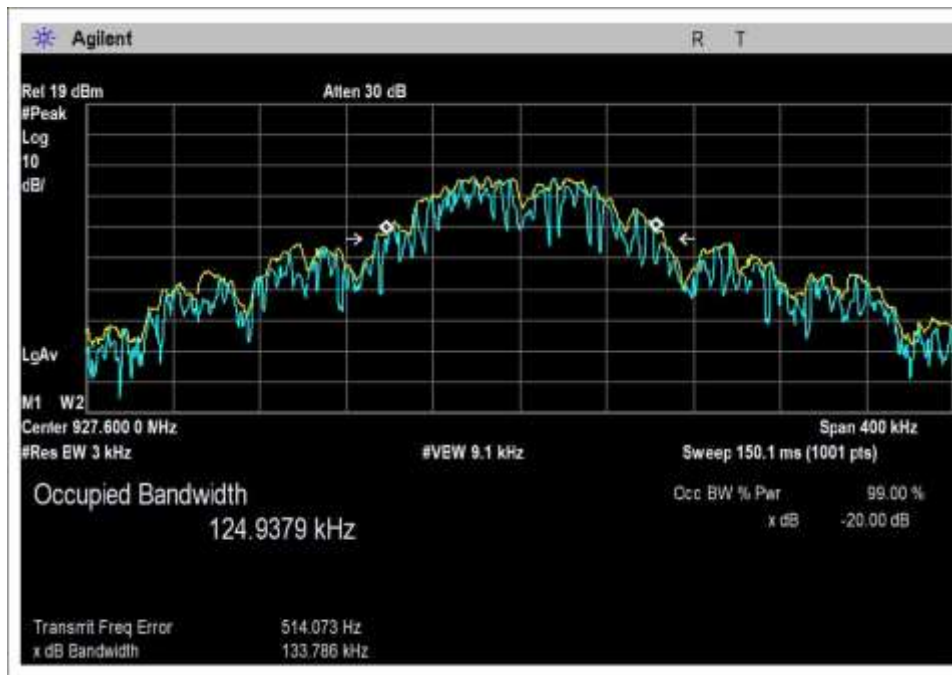 Agilent
R T
Ref 19 dBm Atten 30 dB
#Peak
Log
10
dB/
LgAv
M1 W2
Center 927.600 0 MHz Span 400 kHz
#Res BW 3 kHz #VBW 9.1 kHz Sweep 150.1 ms (1001 pts)
Occupied Bandwidth
124.9379 kHz
Occ BW % Pwr 99.00 %
x dB -20.00 dB
Transmit Freq Error 514.073 Hz
x dB Bandwidth 133.786 kHz